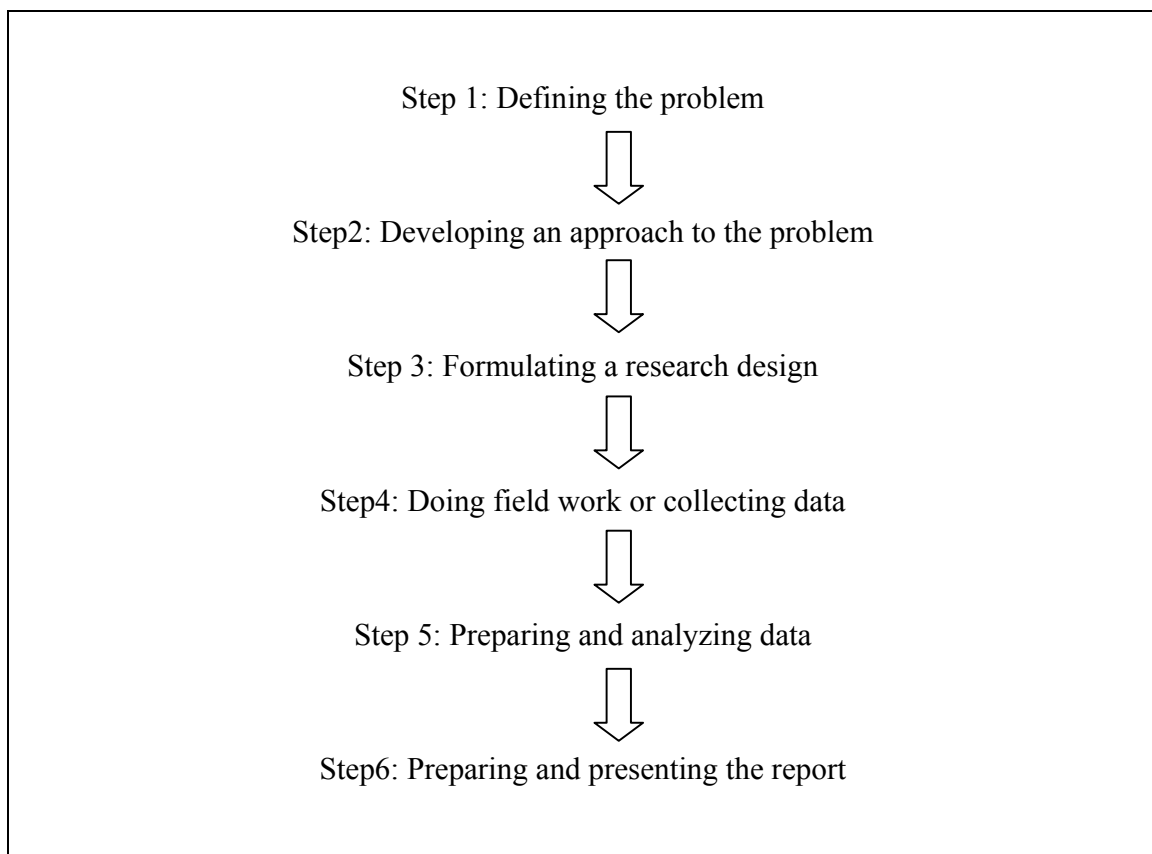 Step 1: Defining the problem
Step2: Developing an approach to the problem
Step 3: Formulating a research design
Step4: Doing field work or collecting data
Step 5: Preparing and analyzing data
Step6: Preparing and presenting the report